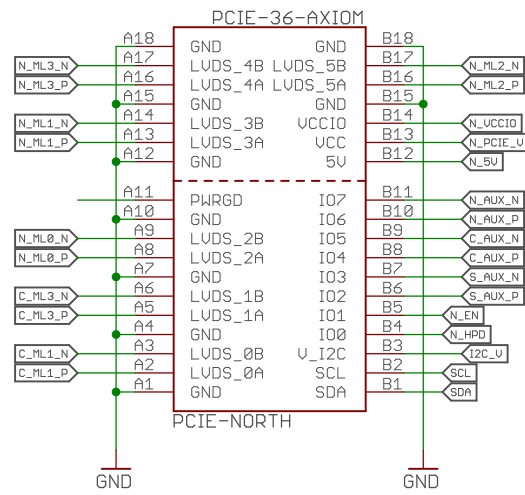 PCIE-36-AXIOM
A18 GND GND B18
N_ML3_N A17 LVDS_4B LVDS_5B B17 N_ML2_N
N_ML3_P A16 LVDS_4A LVDS_5A B16 N_ML2_P
A15 GND GND B15
N_ML1_N A14 LVDS_3B VCCIO B14 N_VCCIO
N_ML1_P A13 LVDS_3A VCC B13 N_PCIE_V
A12 GND 5V B12 N_5V
A11 PWRGD IO7 B11 N_AUX_N
A10 GND IO6 B10 N_AUX_P
N_ML0_N A9 LVDS_2B IO5 B9 C_AUX_N
N_ML0_P A8 LVDS_2A IO4 B8 C_AUX_P
A7 GND IO3 B7 S_AUX_N
C_ML3_N A6 LVDS_1B IO2 B6 S_AUX_P
C_ML3_P A5 LVDS_1A IO1 B5 N_EN
A4 GND IO0 B4 N_HPD
C_ML1_N A3 LVDS_0B V_I2C B3 I2C_V
C_ML1_P A2 LVDS_0A SCL B2 SCL
A1 GND SDA B1 SDA
PCIE-NORTH
GND GND